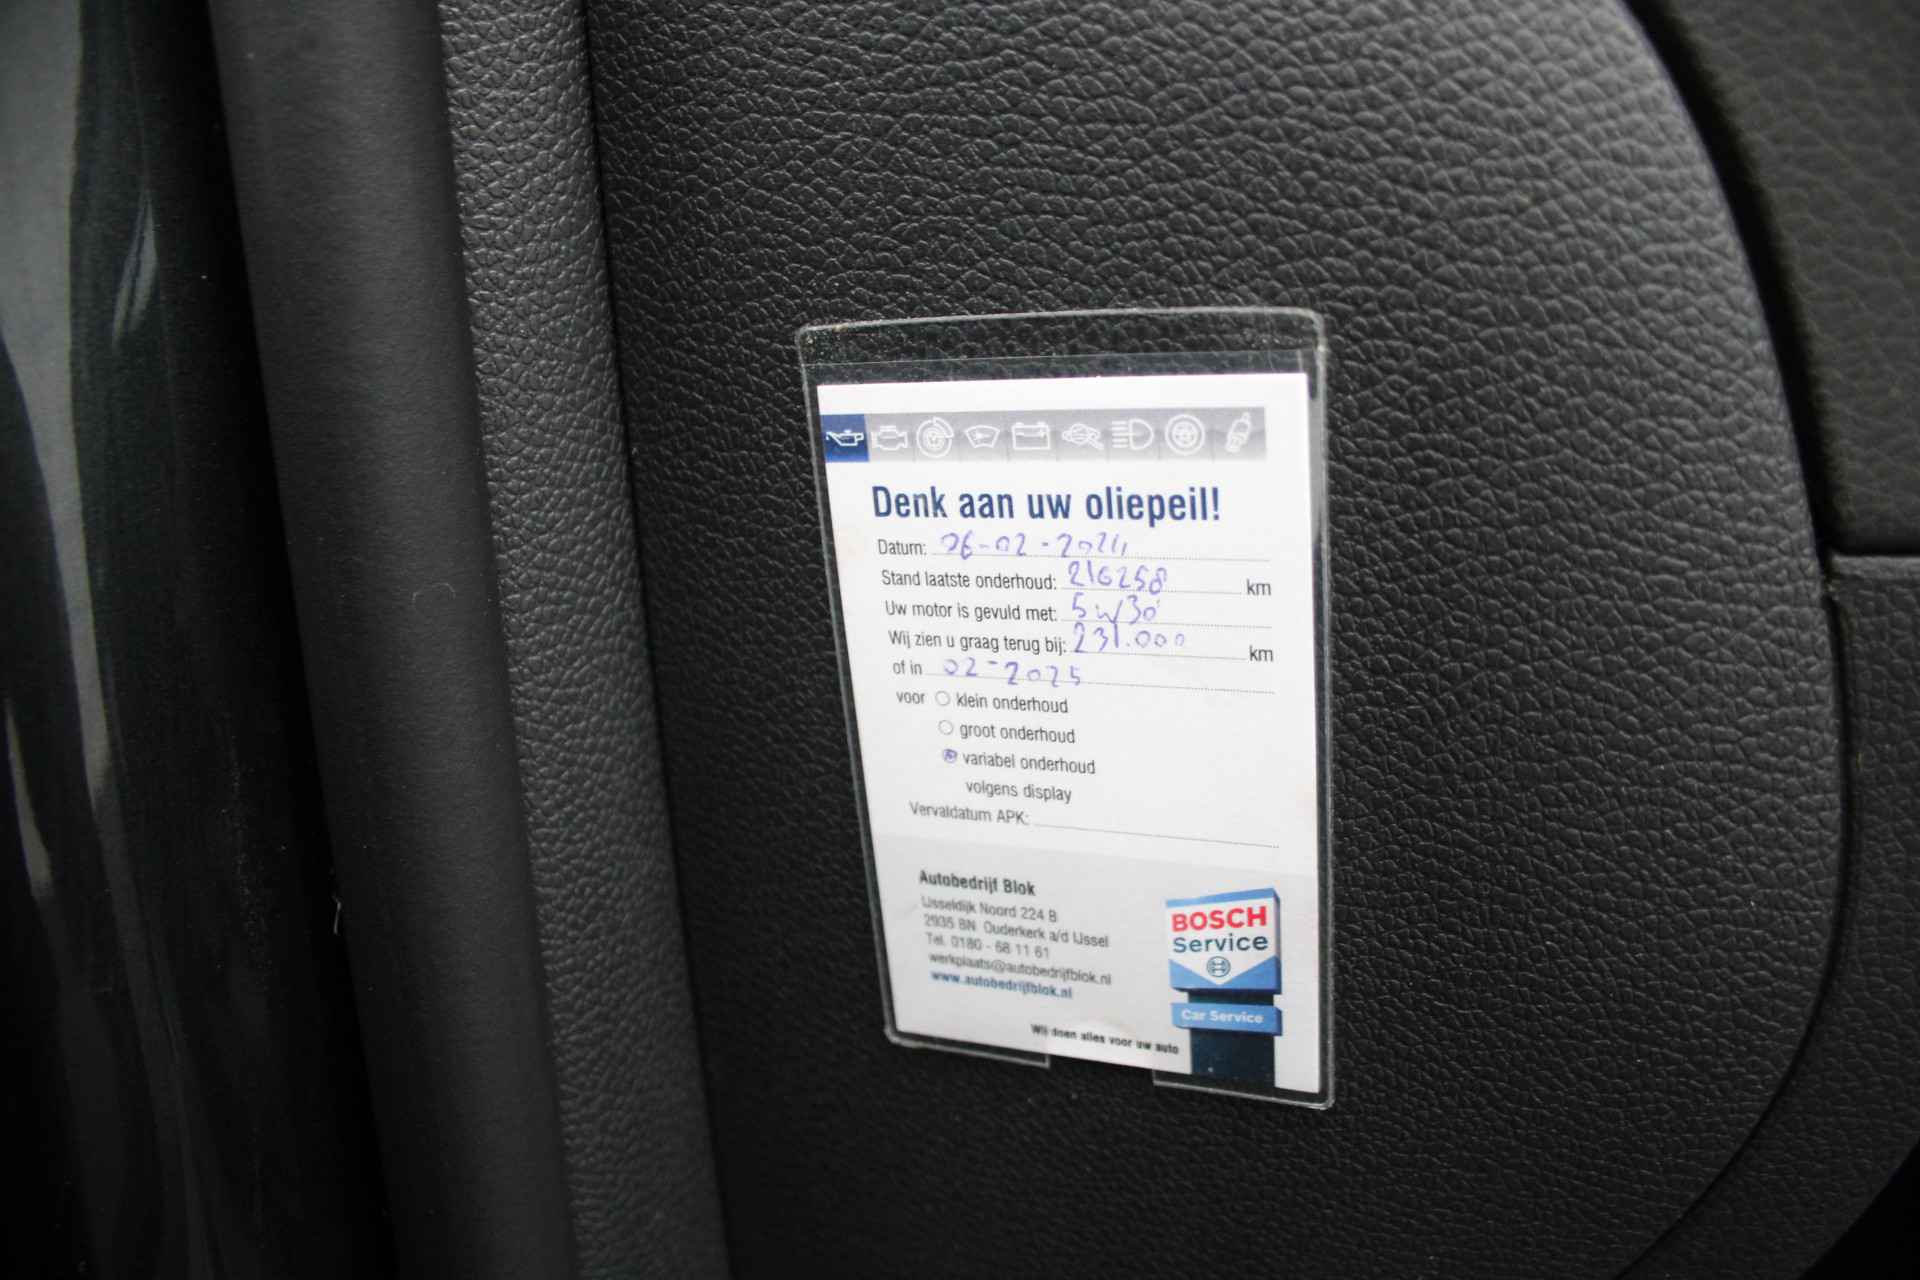 Denk aan uw oliepeil!
Datum: 06-02-2024
Stand laatste onderhoud: 216258 km
Uw motor is gevuld met: 5w30
Wij zien u graag terug bij: 231.000 km
of in 02-2025
voor klein onderhoud
groot onderhoud
variabel onderhoud
volgens display
Vervaldatum APK:
Autobedrijf Blok
IJsseldijk Noord 224 B
2935 BN Ouderkerk a/d IJssel
Tel. 0180 - 68 11 61
werkplaats@autobedrijfblok.nl
www.autobedrijfblok.nl
BOSCH
Service
Car Service
Wij doen alles voor uw auto